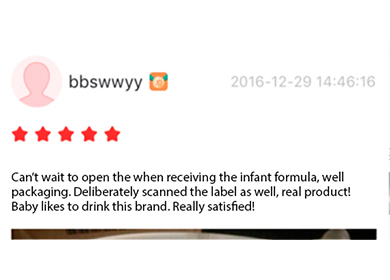 bbswwyy 2016-12-29 14:46:16
Can't wait to open the when receiving the infant formula, well
packaging. Deliberately scanned the label as well, real product!
Baby likes to drink this brand. Really satisfied!